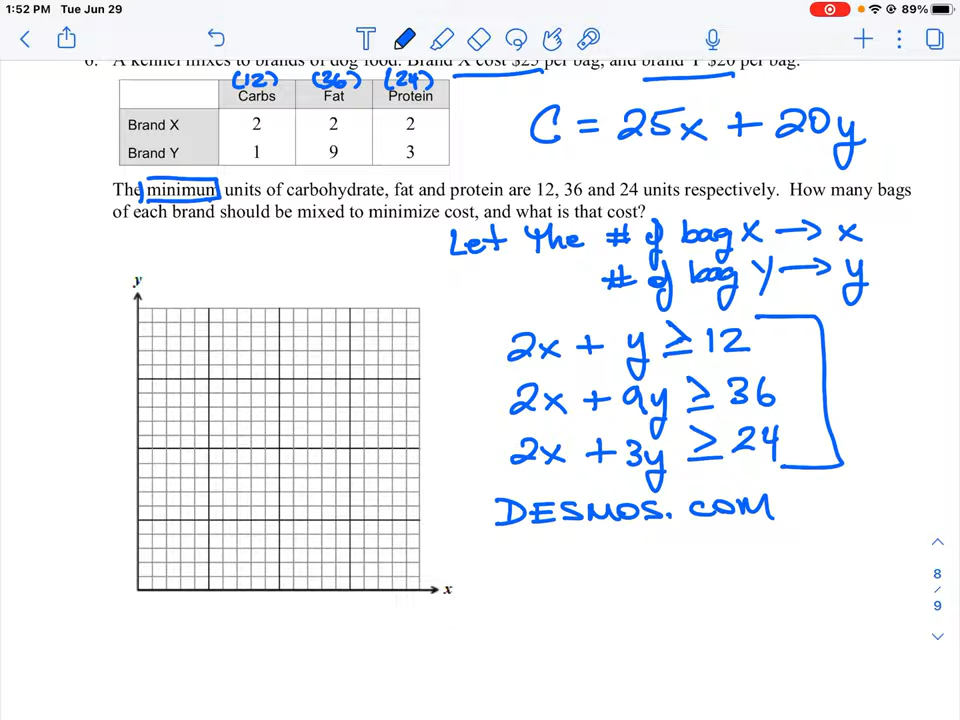 1:52 PM Tue Jun 29 89%
6. A kennel mixes to brands of dog food. Brand X cost $25 per bag, and brand Y $20 per bag.
(12) (36) (24)
Carbs Fat Protein
Brand X 2 2 2
Brand Y 1 9 3
C = 25x + 20y
The minimum units of carbohydrate, fat and protein are 12, 36 and 24 units respectively. How many bags
of each brand should be mixed to minimize cost, and what is that cost?
Let The # of bag X → x
# of bag Y → y
y
2x + y ≥ 12
2x + 9y ≥ 36
2x + 3y ≥ 24
DESMOS. COM
x
8
/
9